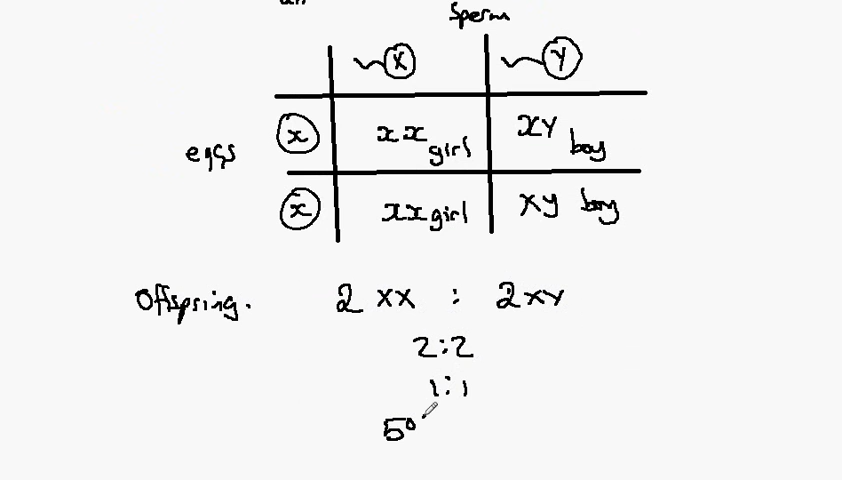 Sperm
X Y
x xx girl XY boy
eggs
x xx girl XY boy
Offspring. 2 XX : 2 XY
2:2
1:1
50